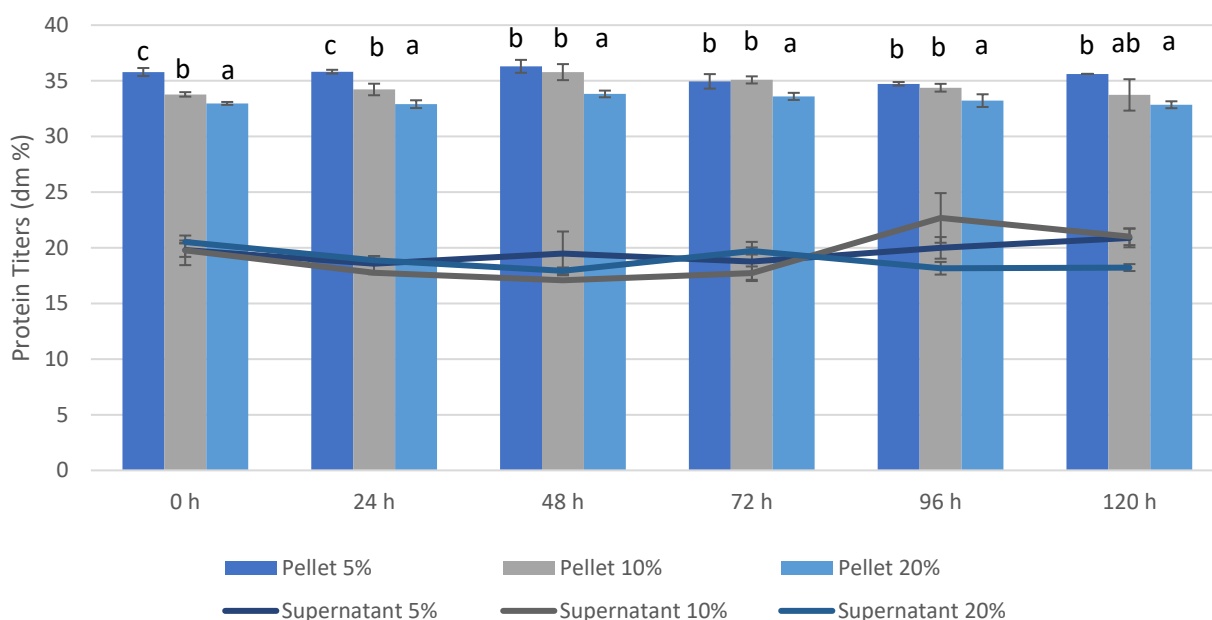 40
c c b b a b b a b b a b ab a
b a
35
30
25
20
15
10
5
0
Protein Titers (dm %)
0 h 24 h 48 h 72 h 96 h 120 h
Pellet 5% Pellet 10% Pellet 20%
Supernatant 5% Supernatant 10% Supernatant 20%